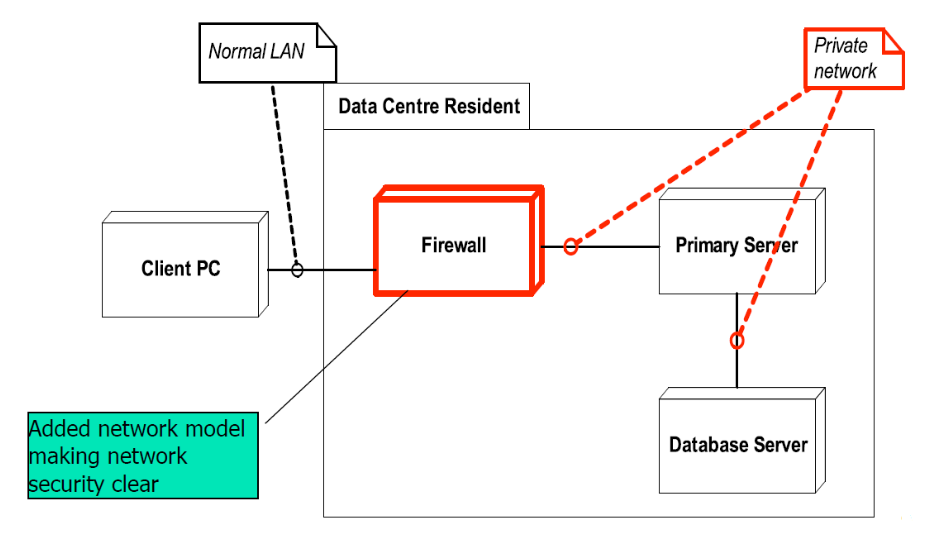 Normal LAN
Private
network
Data Centre Resident
Firewall
Primary Server
Client PC
Added network model
making network
security clear
Database Server